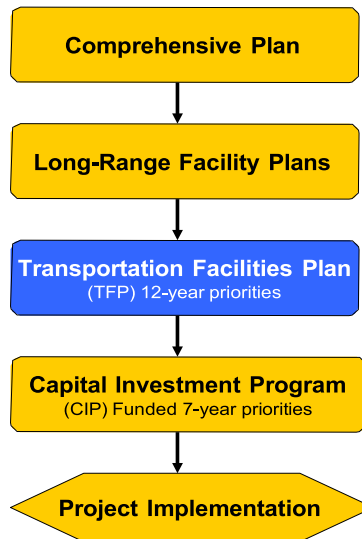 Comprehensive Plan
Long-Range Facility Plans
Transportation Facilities Plan
(TFP) 12-year priorities
Capital Investment Program
(CIP) Funded 7-year priorities
Project Implementation